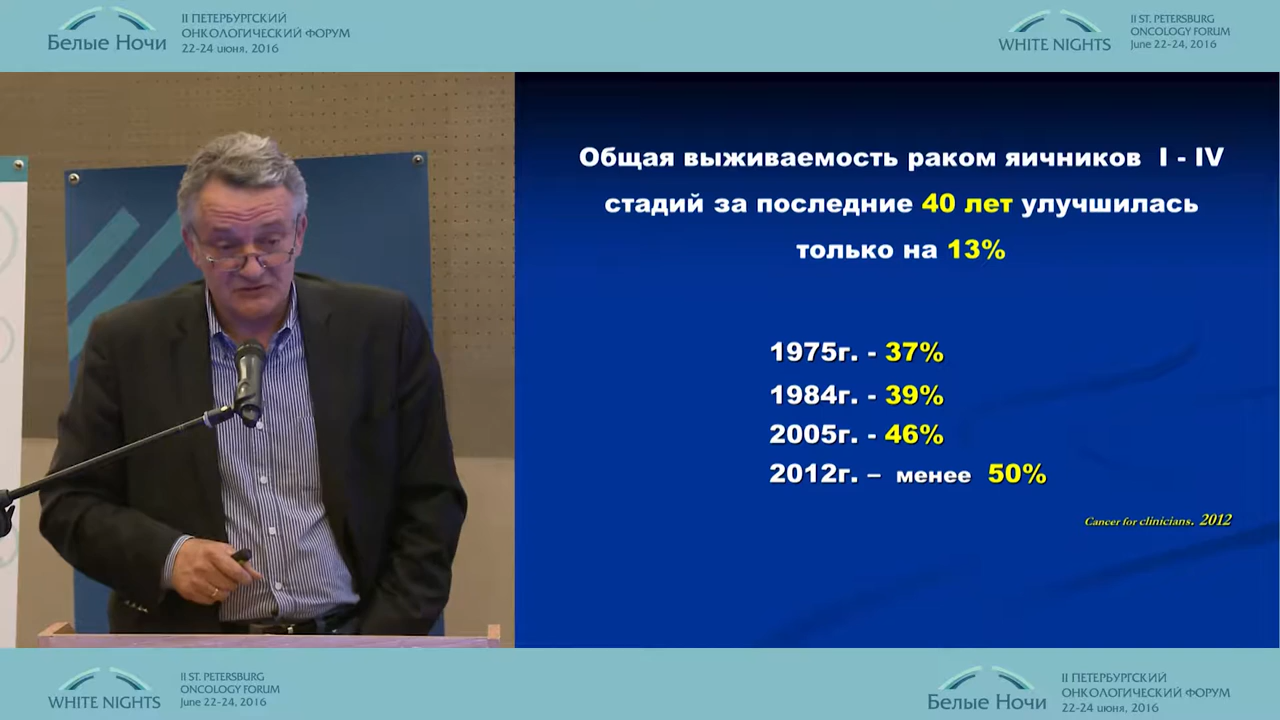 II ПЕТЕРБУРГСКИЙ
ОНКОЛОГИЧЕСКИЙ ФОРУМ
22-24 июня, 2016
Белые Ночи
II ST. PETERSBURG
ONCOLOGY FORUM
June 22-24, 2016
WHITE NIGHTS
Общая выживаемость раком яичников I - IV
стадий за последние 40 лет улучшилась
только на 13%
1975г. - 37%
1984г. - 39%
2005г. - 46%
2012г. – менее 50%
Cancer for clinicians. 2012
WHITE NIGHTS
II ST. PETERSBURG
ONCOLOGY FORUM
June 22-24, 2016
Белые Ночи
II ПЕТЕРБУРГСКИЙ
ОНКОЛОГИЧЕСКИЙ ФОРУМ
22-24 июня, 2016